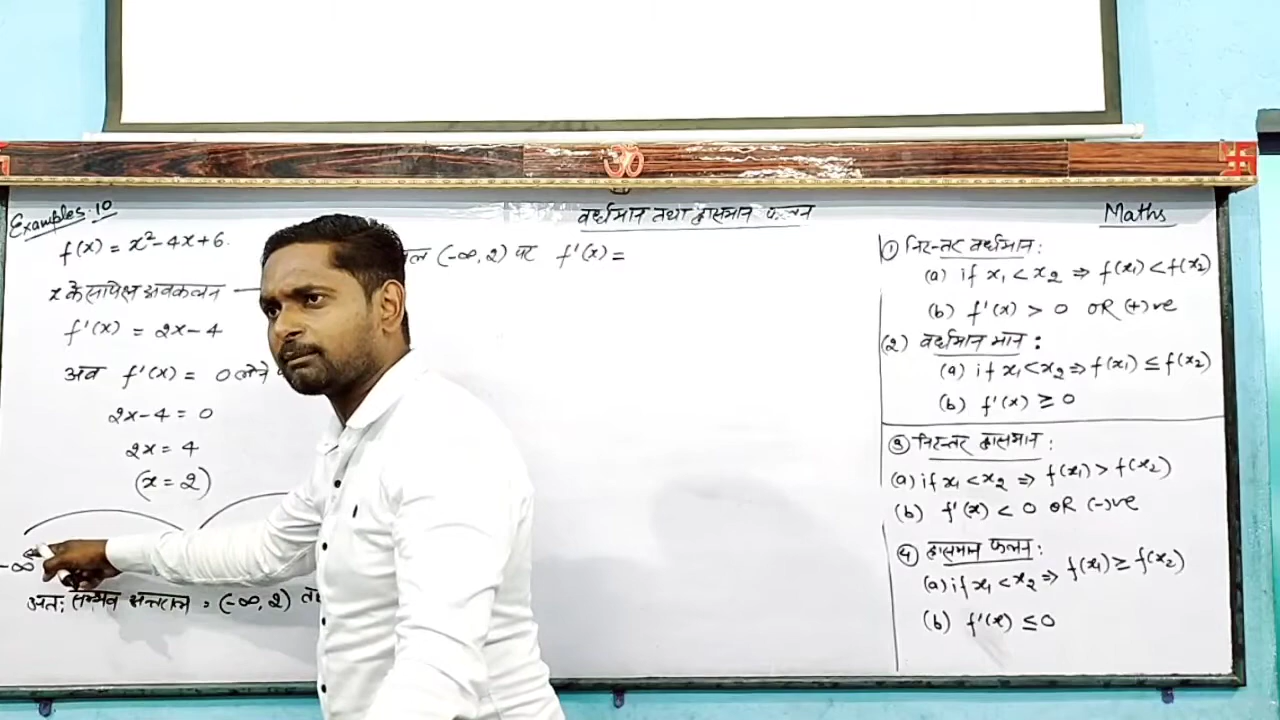 Examples: 10
वर्धमान तथा ह्रासमान फलन
Maths
f(x) = x²-4x+6.
x के सापेक्ष अवकलन
f'(x) = 2x-4
अब f'(x) = 0 लेने
2x-4 = 0
2x = 4
(x = 2)
-∞
अतः सम्भव अन्तराल = (-∞, 2)
(-∞, 2) पर f'(x) =
① निरन्तर वर्धमान:
(a) if x₁ < x₂ ⇒ f(x₁) < f(x₂)
(b) f'(x) > 0 OR (+)ve
(2) वर्धमान मान:
(a) if x₁ < x₂ ⇒ f(x₁) ≤ f(x₂)
(b) f'(x) ≥ 0
③ निरन्तर ह्रासमान:
(a) if x₁ < x₂ ⇒ f(x₁) > f(x₂)
(b) f'(x) < 0 OR (-)ve
④ ह्रासमान फलन:
(a) if x₁ < x₂ ⇒ f(x₁) ≥ f(x₂)
(b) f'(x) ≤ 0